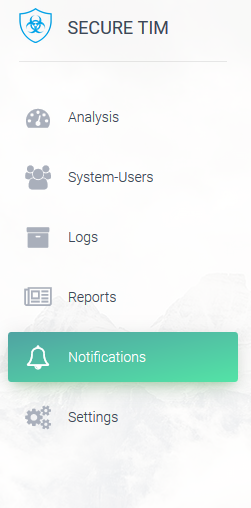 SECURE TIM
Analysis
System-Users
Logs
Reports
Notifications
Settings